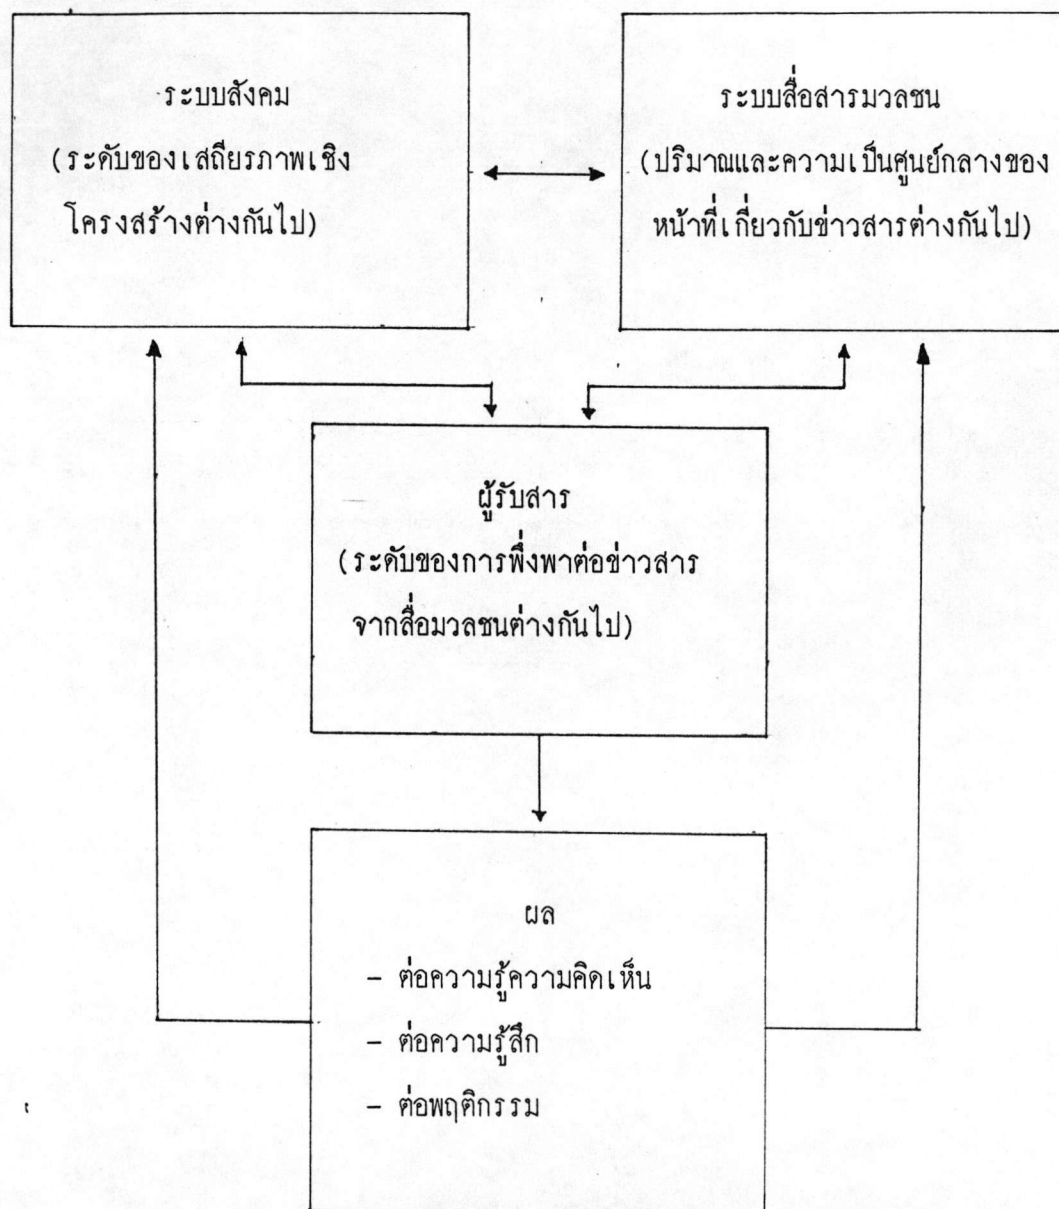 ระบบสังคม
(ระดับของเสถียรภาพเชิง
โครงสร้างต่างกันไป)
ระบบสื่อสารมวลชน
(ปริมาณและความเป็นศูนย์กลางของ
หน้าที่เกี่ยวกับข่าวสารต่างกันไป)
ผู้รับสาร
(ระดับของการพึ่งพาต่อข่าวสาร
จากสื่อมวลชนต่างกันไป)
ผล
- ต่อความรู้ความคิดเห็น
- ต่อความรู้สึก
- ต่อพฤติกรรม